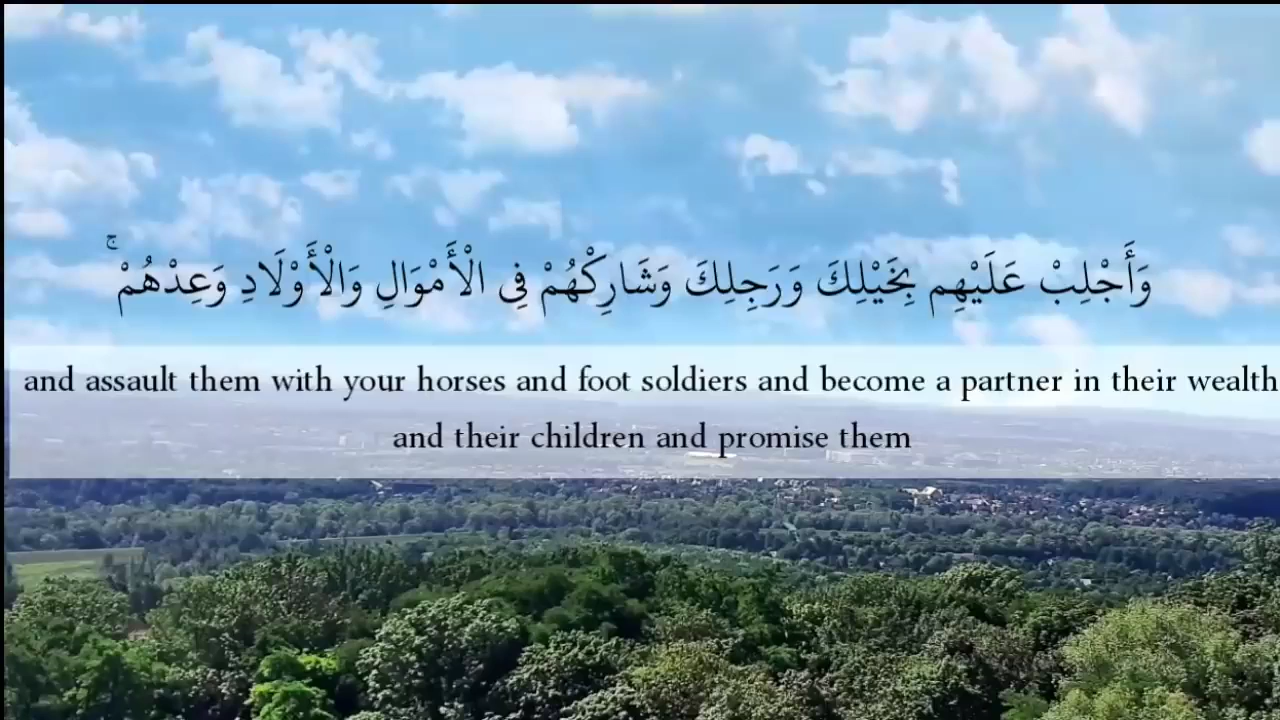 وَأَجْلِبْ عَلَيْهِم بِخَيْلِكَ وَرَجِلِكَ وَشَارِكْهُمْ فِى الْأَمْوَالِ وَالْأَوْلَادِ وَعِدْهُمْ ۚ
and assault them with your horses and foot soldiers and become a partner in their wealth
and their children and promise them